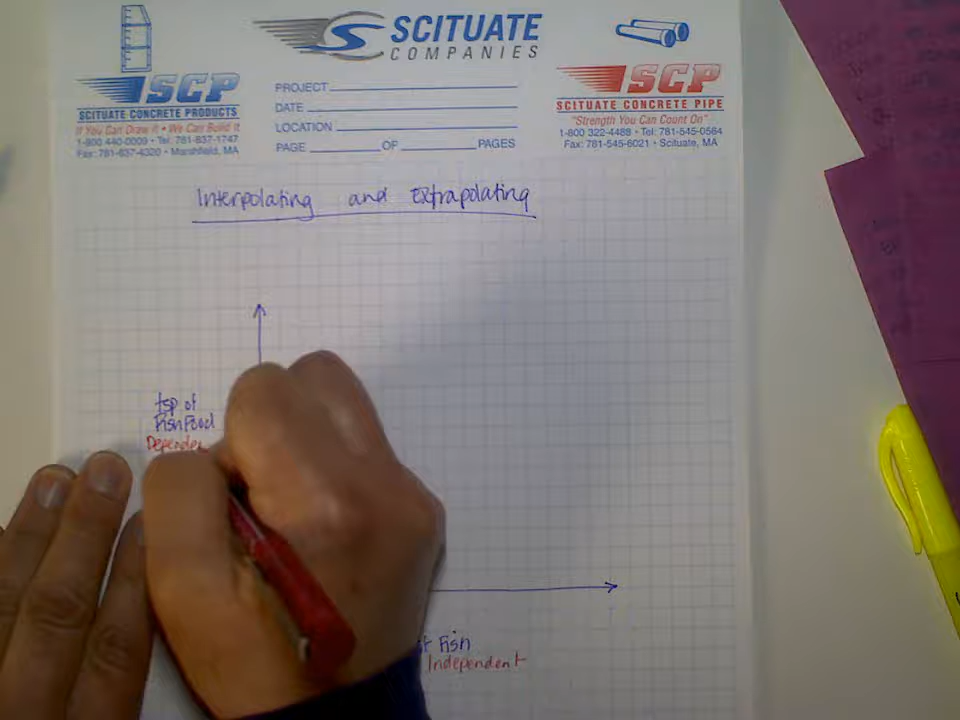 SCITUATE
COMPANIES
SCP
SCITUATE CONCRETE PRODUCTS
If You Can Draw it • We Can Build it
1-800 440-0009 • Tel: 781-837-1747
Fax: 781-837-4320 • Marshfield, MA
PROJECT
DATE
LOCATION
PAGE OF PAGES
SCP
SCITUATE CONCRETE PIPE
"Strength You Can Count On"
1-800 322-4488 • Tel: 781-545-0564
Fax: 781-545-6021 • Scituate, MA
Interpolating and Extrapolating
tsp of
Fish Food
Depende
Fish
Independent